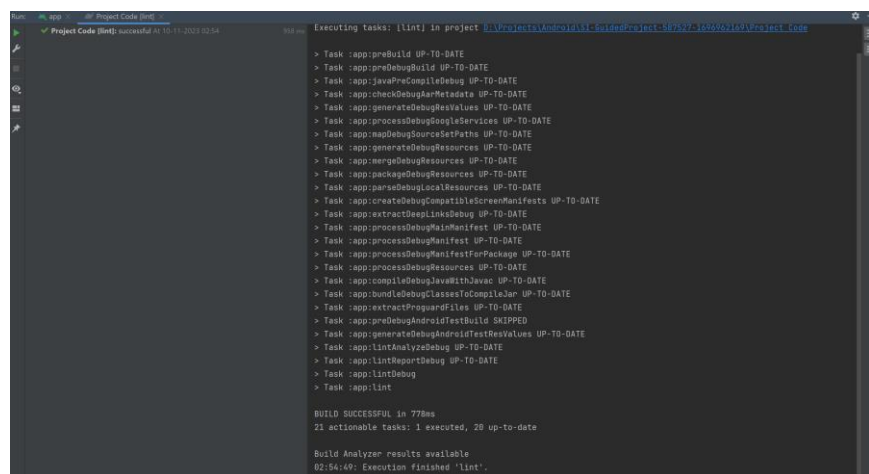 Run: app × Project Code [lint] ×
Project Code [lint]: successful At 10-11-2023 02:54 968 ms
Executing tasks: [lint] in project D:\Projects\Android\SI-GuidedProject-587527-1696962169\Project Code
> Task :app:preBuild UP-TO-DATE
> Task :app:preDebugBuild UP-TO-DATE
> Task :app:javaPreCompileDebug UP-TO-DATE
> Task :app:checkDebugAarMetadata UP-TO-DATE
> Task :app:generateDebugResValues UP-TO-DATE
> Task :app:processDebugGoogleServices UP-TO-DATE
> Task :app:mapDebugSourceSetPaths UP-TO-DATE
> Task :app:generateDebugResources UP-TO-DATE
> Task :app:mergeDebugResources UP-TO-DATE
> Task :app:packageDebugResources UP-TO-DATE
> Task :app:parseDebugLocalResources UP-TO-DATE
> Task :app:createDebugCompatibleScreenManifests UP-TO-DATE
> Task :app:extractDeepLinksDebug UP-TO-DATE
> Task :app:processDebugMainManifest UP-TO-DATE
> Task :app:processDebugManifest UP-TO-DATE
> Task :app:processDebugManifestForPackage UP-TO-DATE
> Task :app:processDebugResources UP-TO-DATE
> Task :app:compileDebugJavaWithJavac UP-TO-DATE
> Task :app:bundleDebugClassesToCompileJar UP-TO-DATE
> Task :app:extractProguardFiles UP-TO-DATE
> Task :app:preDebugAndroidTestBuild SKIPPED
> Task :app:generateDebugAndroidTestResValues UP-TO-DATE
> Task :app:lintAnalyzeDebug UP-TO-DATE
> Task :app:lintReportDebug UP-TO-DATE
> Task :app:lintDebug
> Task :app:lint
BUILD SUCCESSFUL in 778ms
21 actionable tasks: 1 executed, 20 up-to-date
Build Analyzer results available
02:54:49: Execution finished 'lint'.